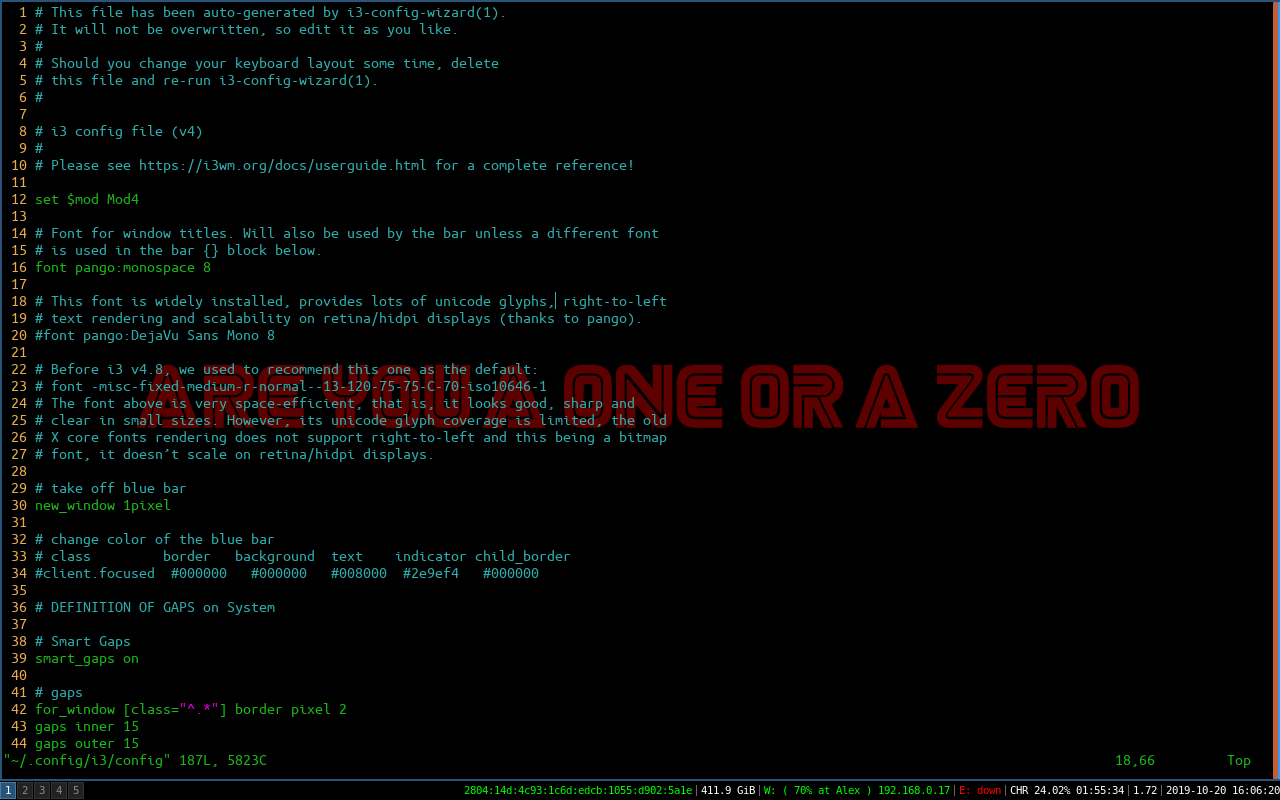 1 # This file has been auto-generated by i3-config-wizard(1).
2 # It will not be overwritten, so edit it as you like.
3 #
4 # Should you change your keyboard layout some time, delete
5 # this file and re-run i3-config-wizard(1).
6 #
7
8 # i3 config file (v4)
9 #
10 # Please see https://i3wm.org/docs/userguide.html for a complete reference!
11
12 set $mod Mod4
13
14 # Font for window titles. Will also be used by the bar unless a different font
15 # is used in the bar {} block below.
16 font pango:monospace 8
17
18 # This font is widely installed, provides lots of unicode glyphs, right-to-left
19 # text rendering and scalability on retina/hidpi displays (thanks to pango).
20 #font pango:DejaVu Sans Mono 8
21
22 # Before i3 v4.8, we used to recommend this one as the default:
23 # font -misc-fixed-medium-r-normal--13-120-75-75-C-70-iso10646-1
ARE YOU A ONE OR A ZERO
24 # The font above is very space-efficient, that is, it looks good, sharp and
25 # clear in small sizes. However, its unicode glyph coverage is limited, the old
26 # X core fonts rendering does not support right-to-left and this being a bitmap
27 # font, it doesn't scale on retina/hidpi displays.
28
29 # take off blue bar
30 new_window 1pixel
31
32 # change color of the blue bar
33 # class         border   background  text    indicator child_border
34 #client.focused  #000000   #000000   #008000  #2e9ef4   #000000
35
36 # DEFINITION OF GAPS on System
37
38 # Smart Gaps
39 smart_gaps on
40
41 # gaps
42 for_window [class="^.*"] border pixel 2
43 gaps inner 15
44 gaps outer 15
"~/.config/i3/config" 187L, 5823C 18,66 Top
1 2 3 4 5 2804:14d:4c93:1c6d:edcb:1055:d902:5a1e|411.9 GiB|W: ( 70% at Alex ) 192.168.0.17|E: down|CHR 24.02% 01:55:34|1.72|2019-10-20 16:06:20